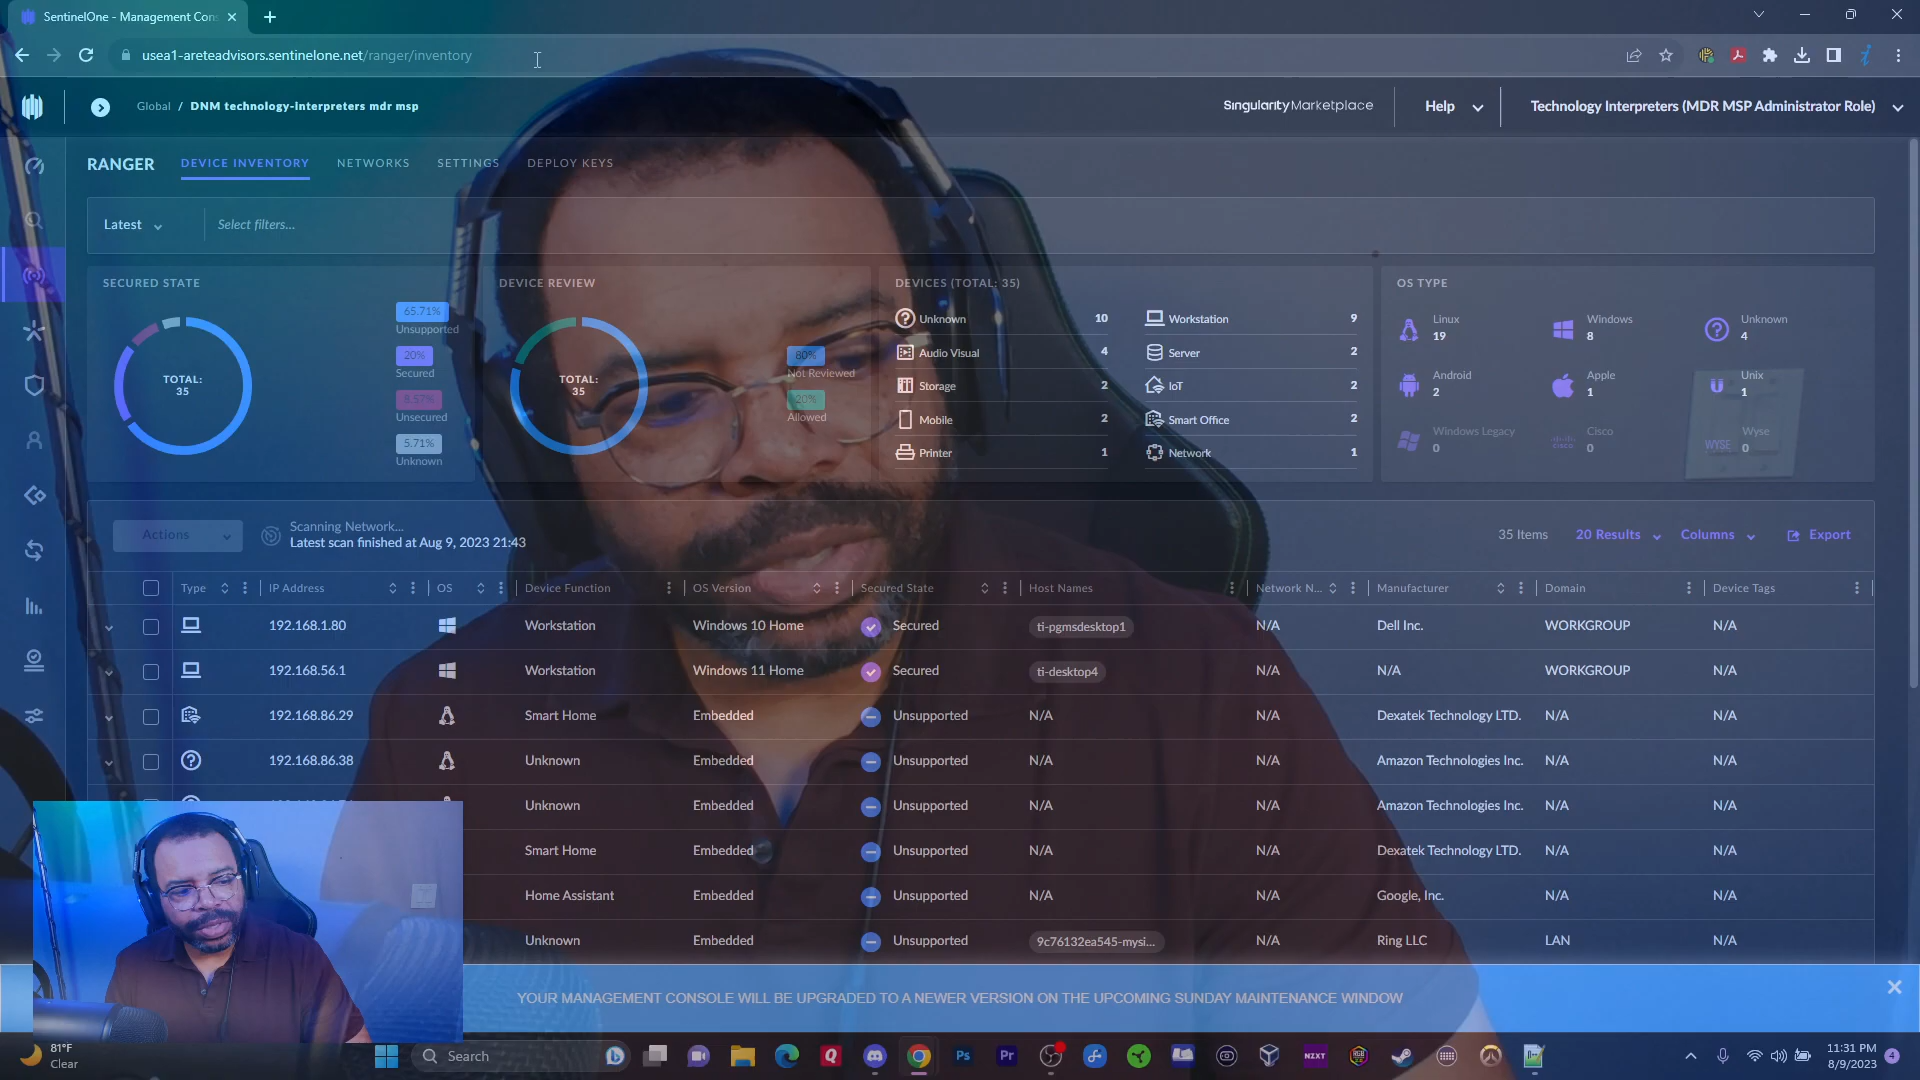 SentinelOne - Management Con
usea1-areteadvisors.sentinelone.net/ranger/inventory
Global / DNM technology-interpreters mdr msp
Singularity Marketplace
Help
Technology Interpreters (MDR MSP Administrator Role)
RANGER DEVICE INVENTORY NETWORKS SETTINGS DEPLOY KEYS
Latest Select filters...
SECURED STATE
TOTAL:
35
65.71%
Unsupported
20%
Secured
8.57%
Unsecured
5.71%
Unknown
DEVICE REVIEW
TOTAL:
35
80%
Not Reviewed
20%
Allowed
DEVICES (TOTAL: 35)
Unknown 10 Workstation 9
Audio Visual 4 Server 2
Storage 2 IoT 2
Mobile 2 Smart Office 2
Printer 1 Network 1
OS TYPE
Linux
19
Windows
8
Unknown
4
Android
2
Apple
1
Unix
1
Windows Legacy
0
Cisco
0
WYSE
Wyse
0
Actions
Scanning Network...
Latest scan finished at Aug 9, 2023 21:43
35 Items 20 Results Columns Export
Type IP Address OS Device Function OS Version Secured State Host Names Network N... Manufacturer Domain Device Tags
192.168.1.80 Workstation Windows 10 Home Secured ti-pgmsdesktop1 N/A Dell Inc. WORKGROUP N/A
192.168.56.1 Workstation Windows 11 Home Secured ti-desktop4 N/A N/A WORKGROUP N/A
192.168.86.29 Smart Home Embedded Unsupported N/A N/A Dexatek Technology LTD. N/A N/A
192.168.86.38 Unknown Embedded Unsupported N/A N/A Amazon Technologies Inc. N/A N/A
Unknown Embedded Unsupported N/A N/A Amazon Technologies Inc. N/A N/A
Smart Home Embedded Unsupported N/A N/A Dexatek Technology LTD. N/A N/A
Home Assistant Embedded Unsupported N/A N/A Google, Inc. N/A N/A
Unknown Embedded Unsupported 9c76132ea545-mysi... N/A Ring LLC LAN N/A
YOUR MANAGEMENT CONSOLE WILL BE UPGRADED TO A NEWER VERSION ON THE UPCOMING SUNDAY MAINTENANCE WINDOW
81°F
Clear
Search
Ps
Pr
NZXT
11:31 PM
8/9/2023
4